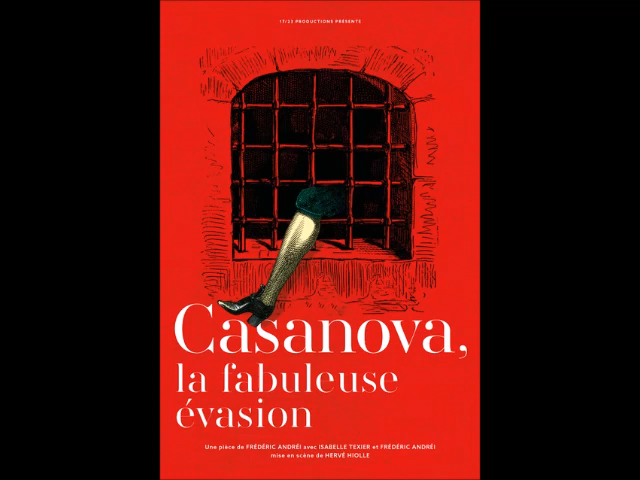 17/23 PRODUCTIONS PRÉSENTE
Casanova,
la fabuleuse
évasion
Une pièce de FRÉDÉRIC ANDRÉI avec ISABELLE TEXIER et FRÉDÉRIC ANDRÉI
mise en scène de HERVÉ HIOLLE